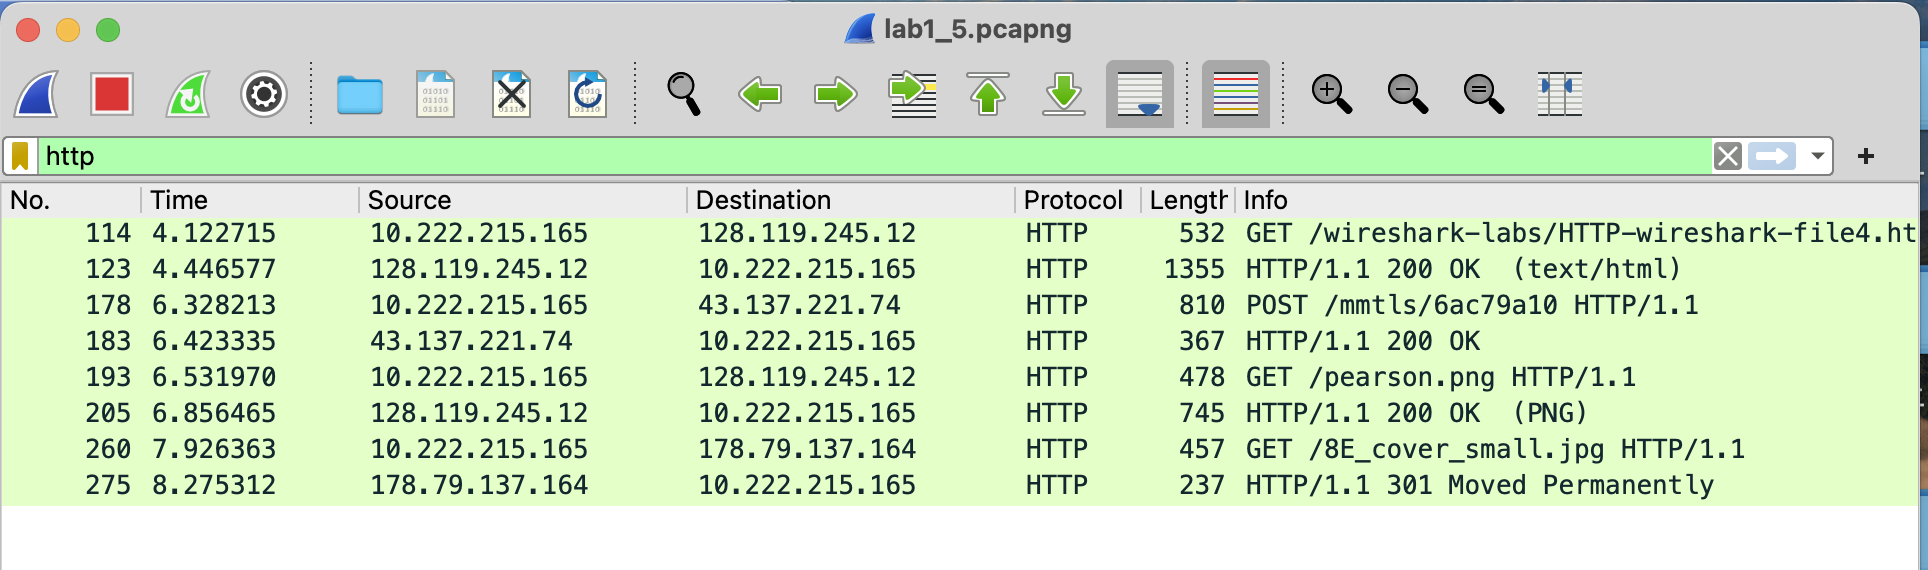 lab1_5.pcapng
http
No. Time Source Destination Protocol Length Info
114 4.122715 10.222.215.165 128.119.245.12 HTTP 532 GET /wireshark-labs/HTTP-wireshark-file4.ht
123 4.446577 128.119.245.12 10.222.215.165 HTTP 1355 HTTP/1.1 200 OK (text/html)
178 6.328213 10.222.215.165 43.137.221.74 HTTP 810 POST /mmtls/6ac79a10 HTTP/1.1
183 6.423335 43.137.221.74 10.222.215.165 HTTP 367 HTTP/1.1 200 OK
193 6.531970 10.222.215.165 128.119.245.12 HTTP 478 GET /pearson.png HTTP/1.1
205 6.856465 128.119.245.12 10.222.215.165 HTTP 745 HTTP/1.1 200 OK (PNG)
260 7.926363 10.222.215.165 178.79.137.164 HTTP 457 GET /8E_cover_small.jpg HTTP/1.1
275 8.275312 178.79.137.164 10.222.215.165 HTTP 237 HTTP/1.1 301 Moved Permanently